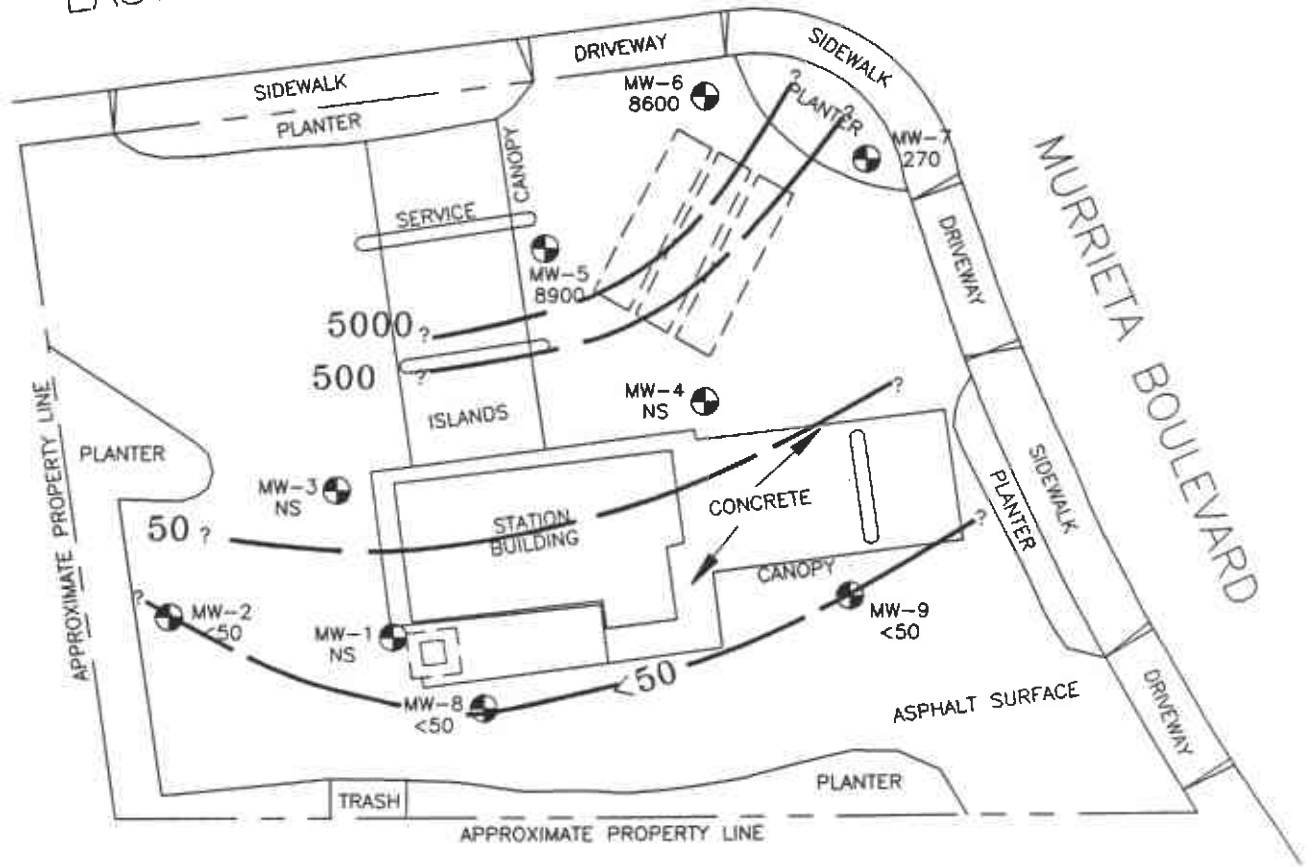 SIDEWALK
DRIVEWAY
SIDEWALK
PLANTER
MW-6
8600
?
PLANTER
?
MW-7
270
CANOPY
SERVICE
MW-5
8900
5000 ?
500 ?
ISLANDS
MW-4
NS
?
DRIVEWAY
MURRIETA BOULEVARD
APPROXIMATE PROPERTY LINE
PLANTER
MW-3
NS
50 ?
STATION
BUILDING
CONCRETE
?
CANOPY
PLANTER
SIDEWALK
?
MW-2
<50
MW-1
NS
MW-9
<50
MW-8
<50
<50
ASPHALT SURFACE
DRIVEWAY
TRASH
PLANTER
APPROXIMATE PROPERTY LINE